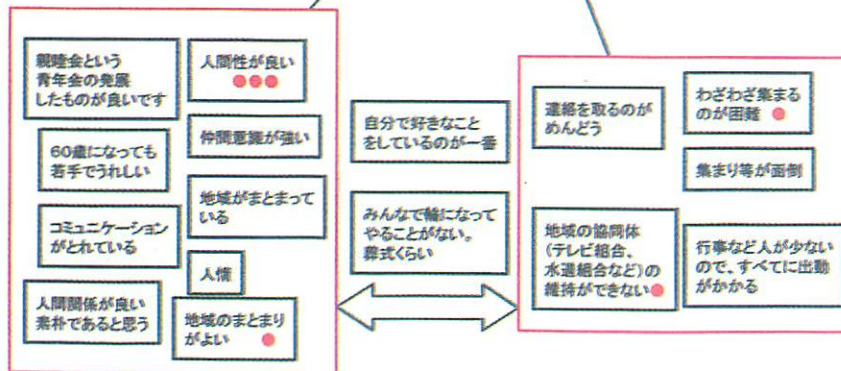 親睦会という
青年会の発展
したものが良いです
人間性が良い
60歳になっても
若手でうれしい
仲間意識が強い
コミュニケーション
がとれている
地域がまとまって
いる
人情
人間関係が良い
素朴であると思う
地域のまとまり
がよい
自分で好きなこと
をしているのが一番
みんなで輪になって
やることがない。
葬式くらい
連絡を取るのが
めんどう
わざわざ集まる
のが困難
集まり等が面倒
地域の協同体
(テレビ組合、
水道組合など)の
維持ができない
行事など人が少ない
ので、すべてに出動
がかかる